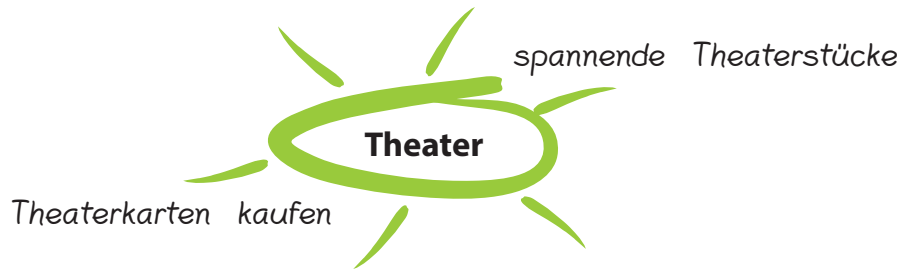 spannende Theaterstücke
Theater
Theaterkarten kaufen